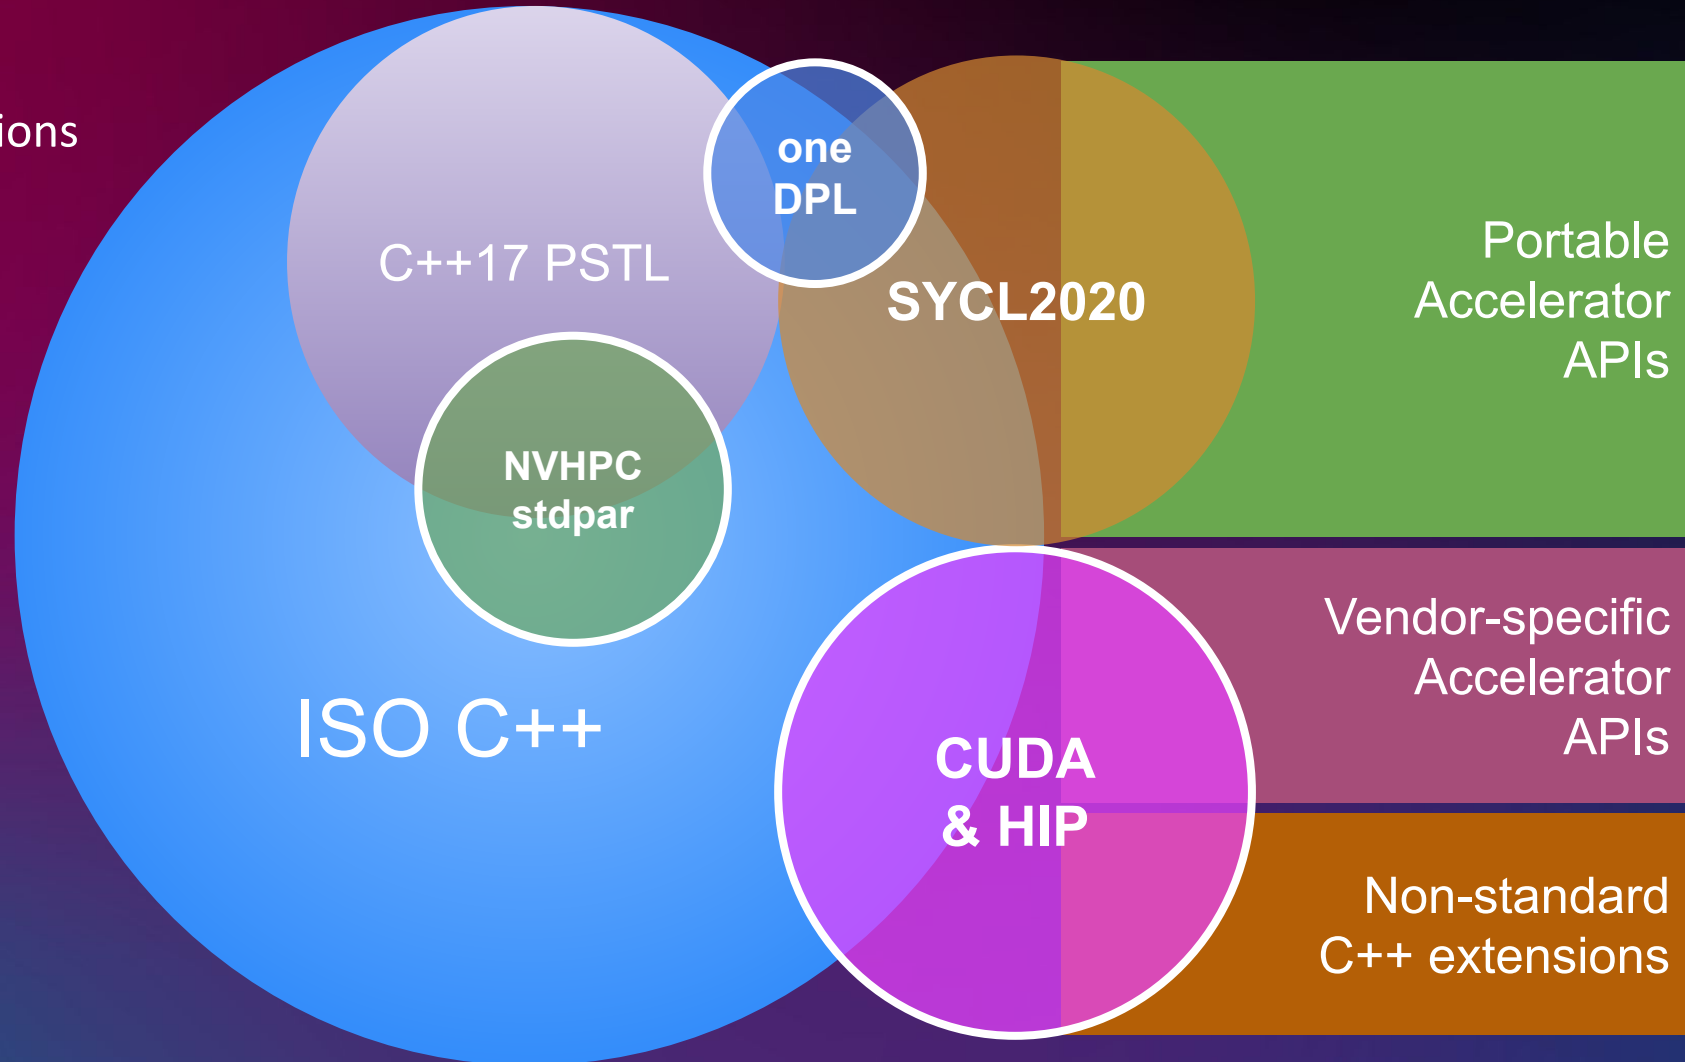 ions
one
DPL
C++17 PSTL
SYCL2020
Portable
Accelerator
APIs
NVHPC
stdpar
ISO C++
CUDA
& HIP
Vendor-specific
Accelerator
APIs
Non-standard
C++ extensions